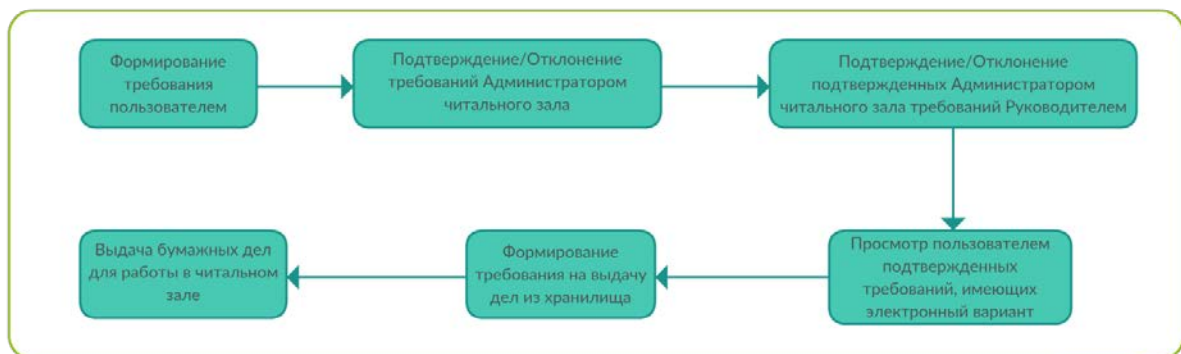 Формирование
требования
пользователем
Подтверждение/Отклонение
требований Администратором
читального зала
Подтверждение/Отклонение
подтвержденных Администратором
читального зала требований Руководителем
Просмотр пользователем
подтвержденных
требований, имеющих
электронный вариант
Формирование
требования на выдачу
дел из хранилища
Выдача бумажных дел
для работы в читальном
зале